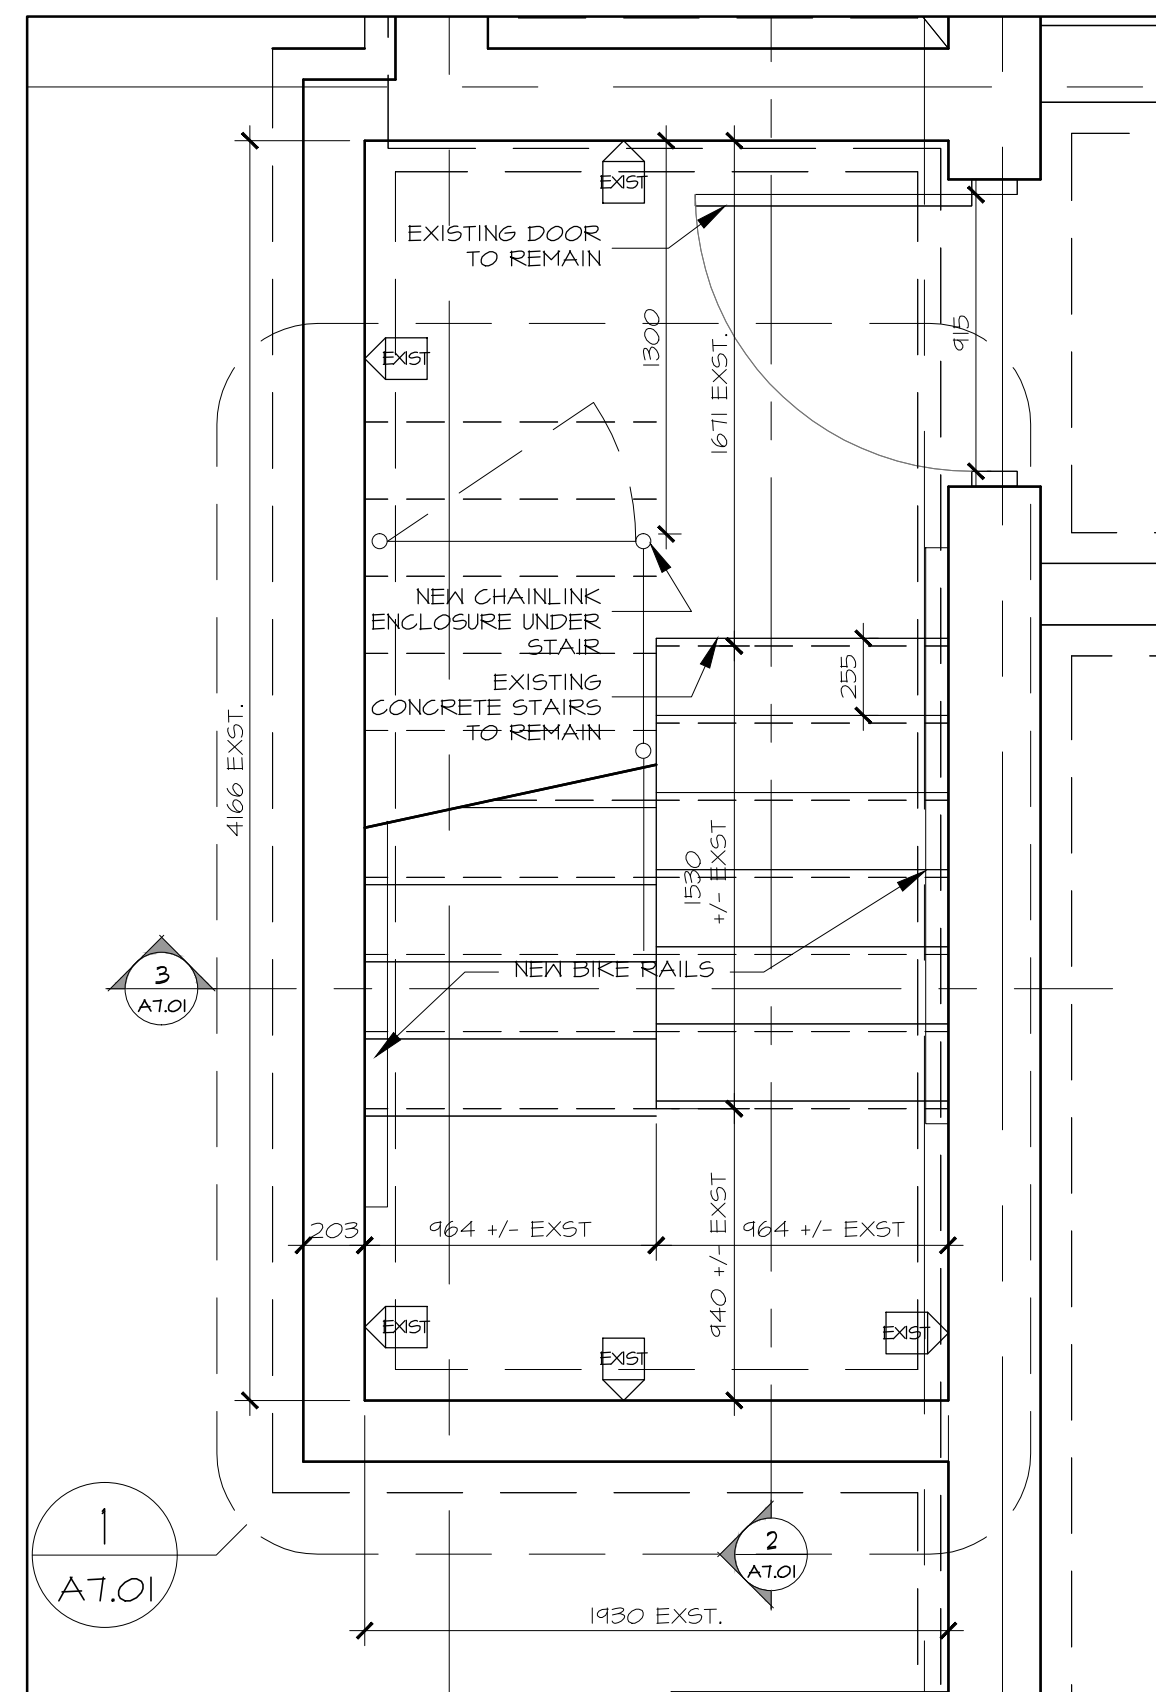 EXIST
EXISTING DOOR
TO REMAIN
1300
1671 EXST.
915
EXIST
NEW CHAINLINK
ENCLOSURE UNDER
STAIR
EXISTING
CONCRETE STAIRS
TO REMAIN
255
4166 EXST.
1530
+/- EXST
NEW BIKE RAILS
3
A7.01
203
964 +/- EXST
940 +/- EXST
964 +/- EXST
EXIST
EXIST
EXIST
1
A7.01
2
A7.01
1930 EXST.